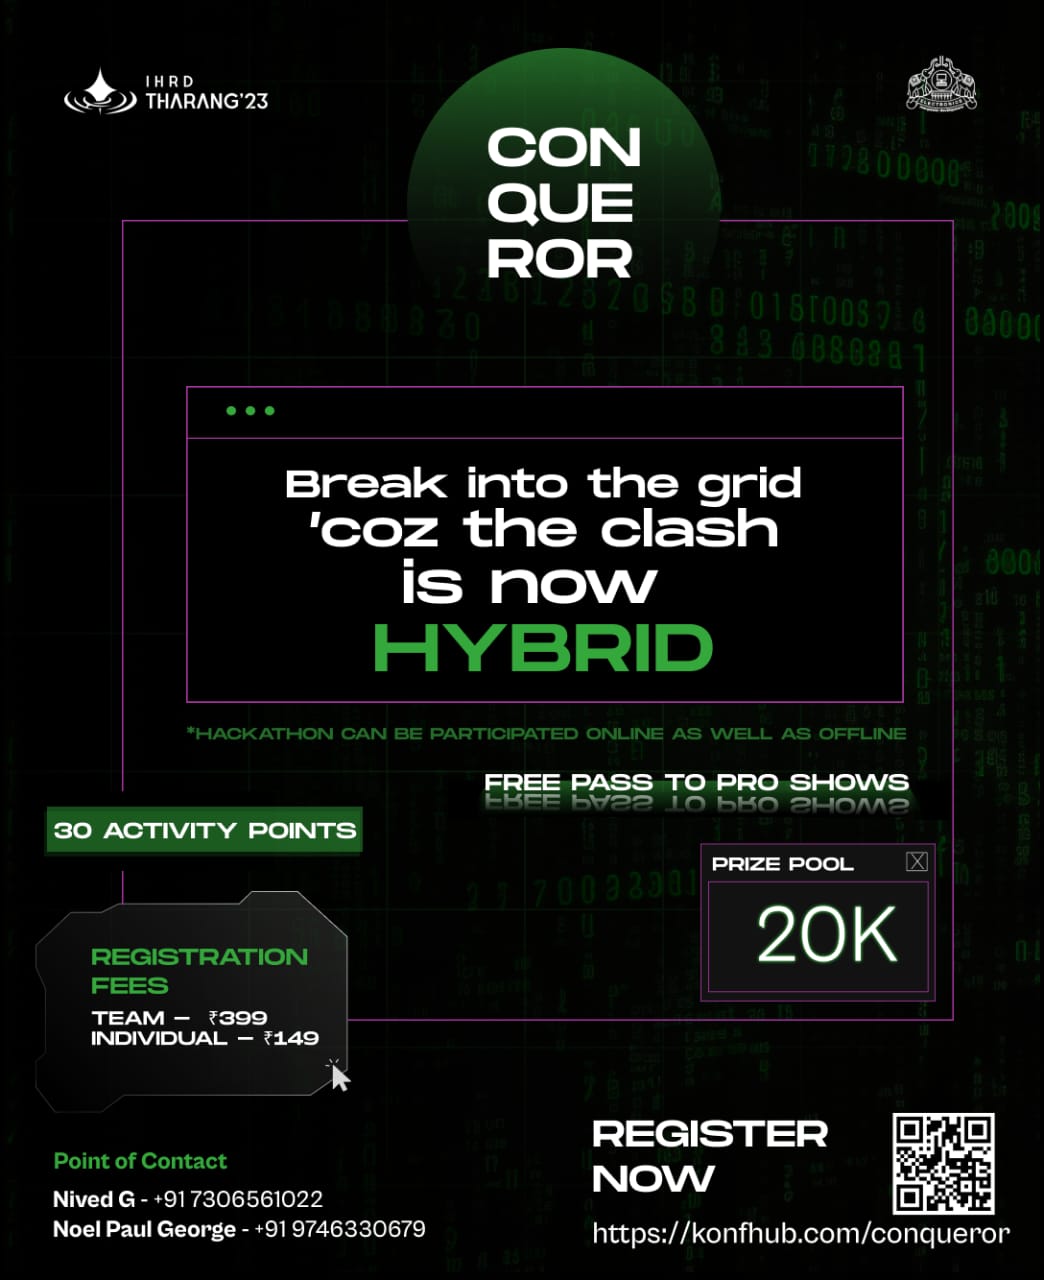 IHRD
THARANG'23
ELECTRONICS
CON
QUE
ROR
Break into the grid
'coz the clash
is now
HYBRID
*HACKATHON CAN BE PARTICIPATED ONLINE AS WELL AS OFFLINE
FREE PASS TO PRO SHOWS
30 ACTIVITY POINTS
PRIZE POOL
20K
REGISTRATION
FEES
TEAM – ₹399
INDIVIDUAL – ₹149
Point of Contact
Nived G - +91 7306561022
Noel Paul George - +91 9746330679
REGISTER
NOW
https://konfhub.com/conqueror